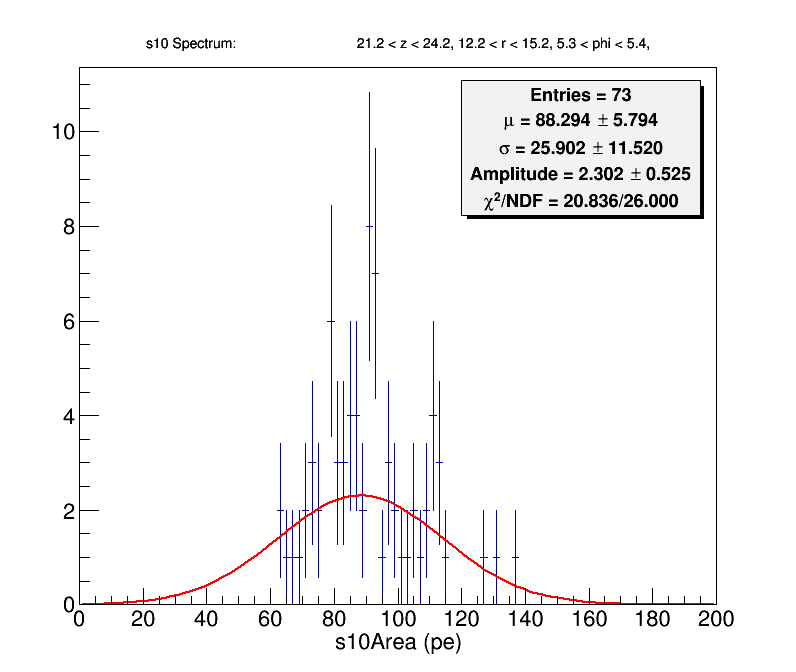 s10 Spectrum: 21.2 < z < 24.2, 12.2 < r < 15.2, 5.3 < phi < 5.4,
Entries = 73
μ = 88.294 ± 5.794
σ = 25.902 ± 11.520
Amplitude = 2.302 ± 0.525
χ²/NDF = 20.836/26.000
10
8
6
4
2
0
0 20 40 60 80 100 120 140 160 180 200
s10Area (pe)